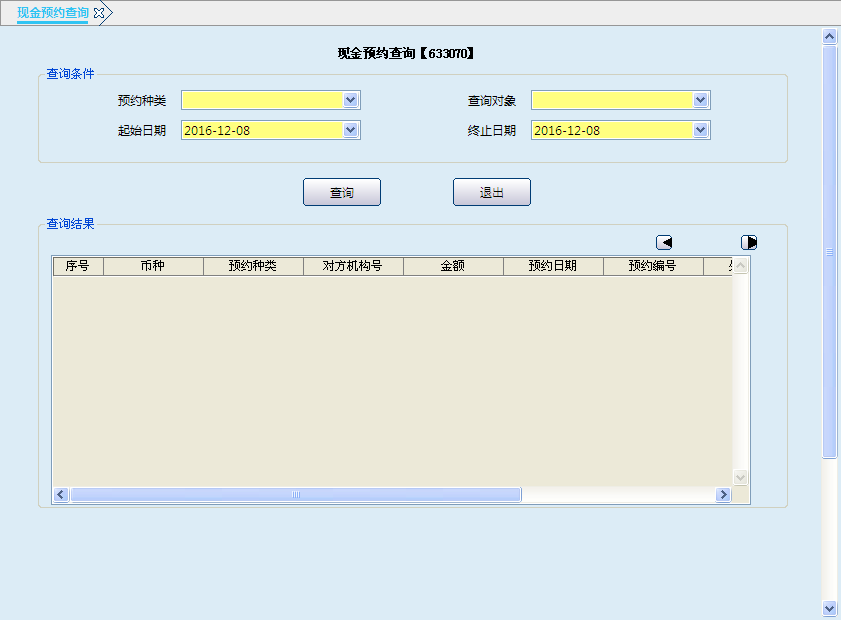 现金预约查询
现金预约查询【633070】
查询条件
预约种类 查询对象
起始日期 2016-12-08 终止日期 2016-12-08
查询 退出
查询结果
序号 币种 预约种类 对方机构号 金额 预约日期 预约编号